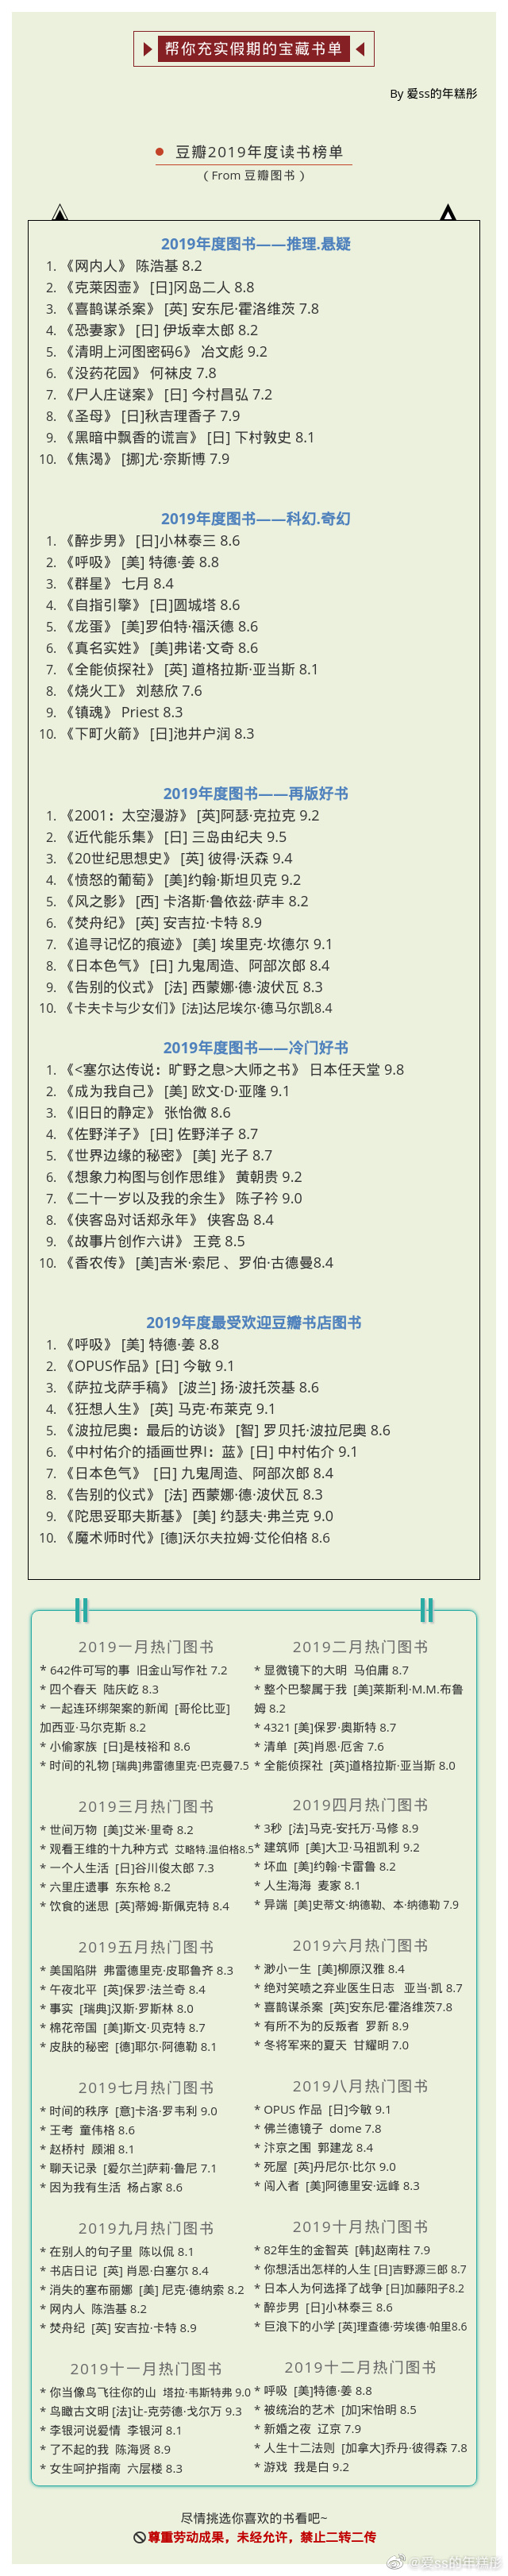 帮你充实假期的宝藏书单
By 爱ss的年糕彤
豆瓣2019年度读书榜单
（From 豆瓣图书）
2019年度图书——推理.悬疑
1. 《网内人》 陈浩基 8.2
2. 《克莱因壶》 [日]冈岛二人 8.8
3. 《喜鹊谋杀案》 [英] 安东尼·霍洛维茨 7.8
4. 《恐妻家》 [日] 伊坂幸太郎 8.2
5. 《清明上河图密码6》 冶文彪 9.2
6. 《没药花园》 何袜皮 7.8
7. 《尸人庄谜案》 [日] 今村昌弘 7.2
8. 《圣母》 [日]秋吉理香子 7.9
9. 《黑暗中飘香的谎言》 [日] 下村敦史 8.1
10. 《焦渴》 [挪]尤·奈斯博 7.9
2019年度图书——科幻.奇幻
1. 《醉步男》 [日]小林泰三 8.6
2. 《呼吸》 [美] 特德·姜 8.8
3. 《群星》 七月 8.4
4. 《自指引擎》 [日]圆城塔 8.6
5. 《龙蛋》 [美]罗伯特·福沃德 8.6
6. 《真名实姓》 [美]弗诺·文奇 8.6
7. 《全能侦探社》 [英] 道格拉斯·亚当斯 8.1
8. 《烧火工》 刘慈欣 7.6
9. 《镇魂》 Priest 8.3
10. 《下町火箭》 [日]池井户润 8.3
2019年度图书——再版好书
1. 《2001：太空漫游》 [英]阿瑟·克拉克 9.2
2. 《近代能乐集》 [日] 三岛由纪夫 9.5
3. 《20世纪思想史》 [英] 彼得·沃森 9.4
4. 《愤怒的葡萄》 [美]约翰·斯坦贝克 9.2
5. 《风之影》 [西] 卡洛斯·鲁依兹·萨丰 8.2
6. 《焚舟纪》 [英] 安吉拉·卡特 8.9
7. 《追寻记忆的痕迹》 [美] 埃里克·坎德尔 9.1
8. 《日本色气》 [日] 九鬼周造、阿部次郎 8.4
9. 《告别的仪式》 [法] 西蒙娜·德·波伏瓦 8.3
10. 《卡夫卡与少女们》[法]达尼埃尔·德马尔凯8.4
2019年度图书——冷门好书
1. 《<塞尔达传说：旷野之息>大师之书》 日本任天堂 9.8
2. 《成为我自己》 [美] 欧文·D·亚隆 9.1
3. 《旧日的静定》 张怡微 8.6
4. 《佐野洋子》 [日] 佐野洋子 8.7
5. 《世界边缘的秘密》 [美] 光子 8.7
6. 《想象力构图与创作思维》 黄朝贵 9.2
7. 《二十一岁以及我的余生》 陈子衿 9.0
8. 《侠客岛对话郑永年》 侠客岛 8.4
9. 《故事片创作六讲》 王竞 8.5
10. 《香农传》 [美]吉米·索尼 、罗伯·古德曼8.4
2019年度最受欢迎豆瓣书店图书
1. 《呼吸》 [美] 特德·姜 8.8
2. 《OPUS作品》[日] 今敏 9.1
3. 《萨拉戈萨手稿》 [波兰] 扬·波托茨基 8.6
4. 《狂想人生》 [英] 马克·布莱克 9.1
5. 《波拉尼奥：最后的访谈》 [智] 罗贝托·波拉尼奥 8.6
6. 《中村佑介的插画世界I：蓝》[日] 中村佑介 9.1
7. 《日本色气》 [日] 九鬼周造、阿部次郎 8.4
8. 《告别的仪式》 [法] 西蒙娜·德·波伏瓦 8.3
9. 《陀思妥耶夫斯基》 [美] 约瑟夫·弗兰克 9.0
10. 《魔术师时代》[德]沃尔夫拉姆·艾伦伯格 8.6
2019一月热门图书
* 642件可写的事 旧金山写作社 7.2
* 四个春天 陆庆屹 8.3
* 一起连环绑架案的新闻 [哥伦比亚]
加西亚·马尔克斯 8.2
* 小偷家族 [日]是枝裕和 8.6
* 时间的礼物 [瑞典]弗雷德里克·巴克曼7.5
2019二月热门图书
* 显微镜下的大明 马伯庸 8.7
* 整个巴黎属于我 [美]莱斯利·M.M.布鲁
姆 8.2
* 4321 [美]保罗·奥斯特 8.7
* 清单 [英]肖恩·厄舍 7.6
* 全能侦探社 [英]道格拉斯·亚当斯 8.0
2019三月热门图书
* 世间万物 [美]艾米·里奇 8.2
* 观看王维的十九种方式 艾略特.温伯格8.5
* 一个人生活 [日]谷川俊太郎 7.3
* 六里庄遗事 东东枪 8.2
* 饮食的迷思 [英]蒂姆·斯佩克特 8.4
2019四月热门图书
* 3秒 [法]马克-安托万·马修 8.9
* 建筑师 [美]大卫·马祖凯利 9.2
* 坏血 [美]约翰·卡雷鲁 8.2
* 人生海海 麦家 8.1
* 异端 [美]史蒂文·纳德勒、本·纳德勒 7.9
2019五月热门图书
* 美国陷阱 弗雷德里克·皮耶鲁齐 8.3
* 午夜北平 [英]保罗·法兰奇 8.4
* 事实 [瑞典]汉斯·罗斯林 8.0
* 棉花帝国 [美]斯文·贝克特 8.7
* 皮肤的秘密 [德]耶尔·阿德勒 8.1
2019六月热门图书
* 渺小一生 [美]柳原汉雅 8.4
* 绝对笑喷之弃业医生日志 亚当·凯 8.7
* 喜鹊谋杀案 [英]安东尼·霍洛维茨7.8
* 有所不为的反叛者 罗新 8.9
* 冬将军来的夏天 甘耀明 7.0
2019七月热门图书
* 时间的秩序 [意]卡洛·罗韦利 9.0
* 王考 童伟格 8.6
* 赵桥村 顾湘 8.1
* 聊天记录 [爱尔兰]萨莉·鲁尼 7.1
* 因为我有生活 杨占家 8.6
2019八月热门图书
* OPUS 作品 [日]今敏 9.1
* 佛兰德镜子 dome 7.8
* 汴京之围 郭建龙 8.4
* 死屋 [英]丹尼尔·比尔 9.0
* 闯入者 [美]阿德里安·远峰 8.3
2019九月热门图书
* 在别人的句子里 陈以侃 8.1
* 书店日记 [英] 肖恩·白塞尔 8.4
* 消失的塞布丽娜 [美] 尼克·德纳索 8.2
* 网内人 陈浩基 8.2
* 焚舟纪 [英] 安吉拉·卡特 8.9
2019十月热门图书
* 82年生的金智英 [韩]赵南柱 7.9
* 你想活出怎样的人生 [日]吉野源三郎 8.7
* 日本人为何选择了战争 [日]加藤阳子8.2
* 醉步男 [日]小林泰三 8.6
* 巨浪下的小学 [英]理查德·劳埃德·帕里8.6
2019十一月热门图书
* 你当像鸟飞往你的山 塔拉·韦斯特弗 9.0
* 鸟瞰古文明 [法]让-克劳德·戈尔万 9.3
* 李银河说爱情 李银河 8.1
* 了不起的我 陈海贤 8.9
* 女生呵护指南 六层楼 8.3
2019十二月热门图书
* 呼吸 [美]特德·姜 8.8
* 被统治的艺术 [加]宋怡明 8.5
* 新婚之夜 辽京 7.9
* 人生十二法则 [加拿大]乔丹·彼得森 7.8
* 游戏 我是白 9.2
尽情挑选你喜欢的书看吧~
尊重劳动成果，未经允许，禁止二转二传
@爱ss的年糕彤